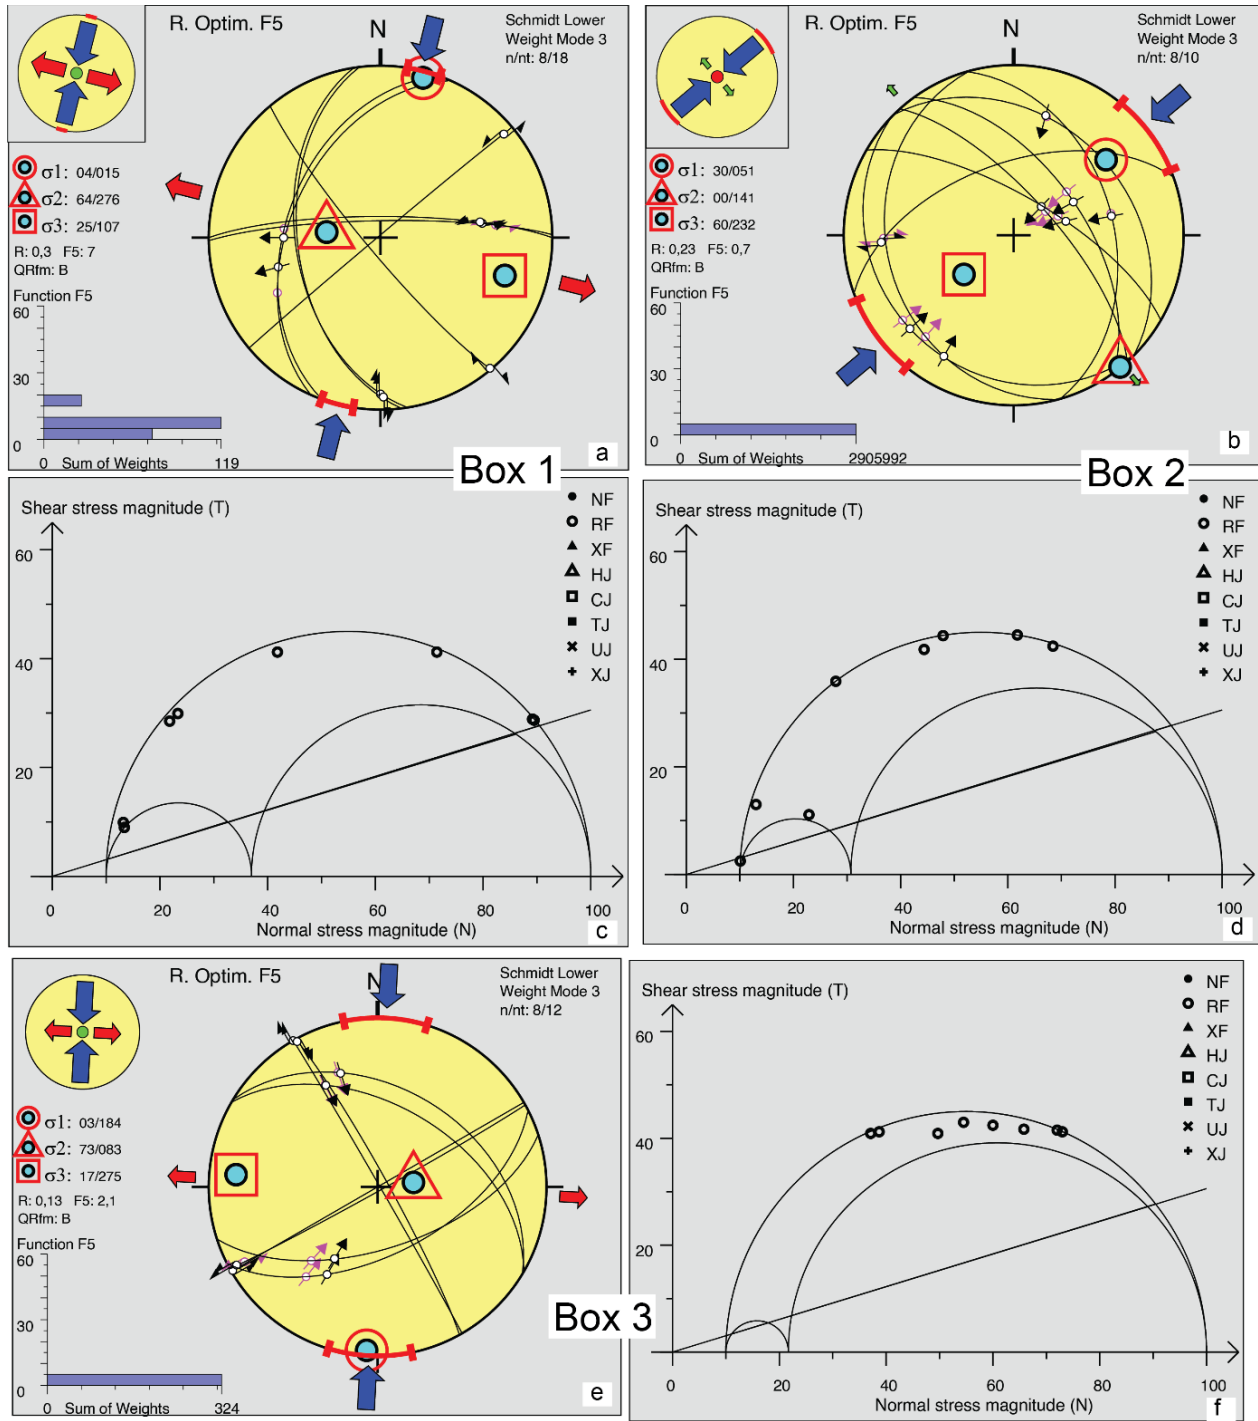 R. Optim. F5
N
Schmidt Lower
Weight Mode 3
n/nt: 8/18
σ1: 04/015
σ2: 64/276
σ3: 25/107
R: 0,3 F5: 7
QRfm: B
Function F5
60
30
0
0 Sum of Weights 119
a
Box 1
R. Optim. F5
N
Schmidt Lower
Weight Mode 3
n/nt: 8/10
σ1: 30/051
σ2: 00/141
σ3: 60/232
R: 0,23 F5: 0,7
QRfm: B
Function F5
60
30
0
0 Sum of Weights 2905992
b
Box 2
Shear stress magnitude (T)
60
40
20
0 20 40 60 80 100
Normal stress magnitude (N)
NF
RF
XF
HJ
CJ
TJ
UJ
XJ
c
Shear stress magnitude (T)
60
40
20
0 20 40 60 80 100
Normal stress magnitude (N)
NF
RF
XF
HJ
CJ
TJ
UJ
XJ
d
R. Optim. F5
N
Schmidt Lower
Weight Mode 3
n/nt: 8/12
σ1: 03/184
σ2: 73/083
σ3: 17/275
R: 0,13 F5: 2,1
QRfm: B
Function F5
60
30
0
0 Sum of Weights 324
e
Box 3
Shear stress magnitude (T)
60
40
20
0 20 40 60 80 100
Normal stress magnitude (N)
NF
RF
XF
HJ
CJ
TJ
UJ
XJ
f